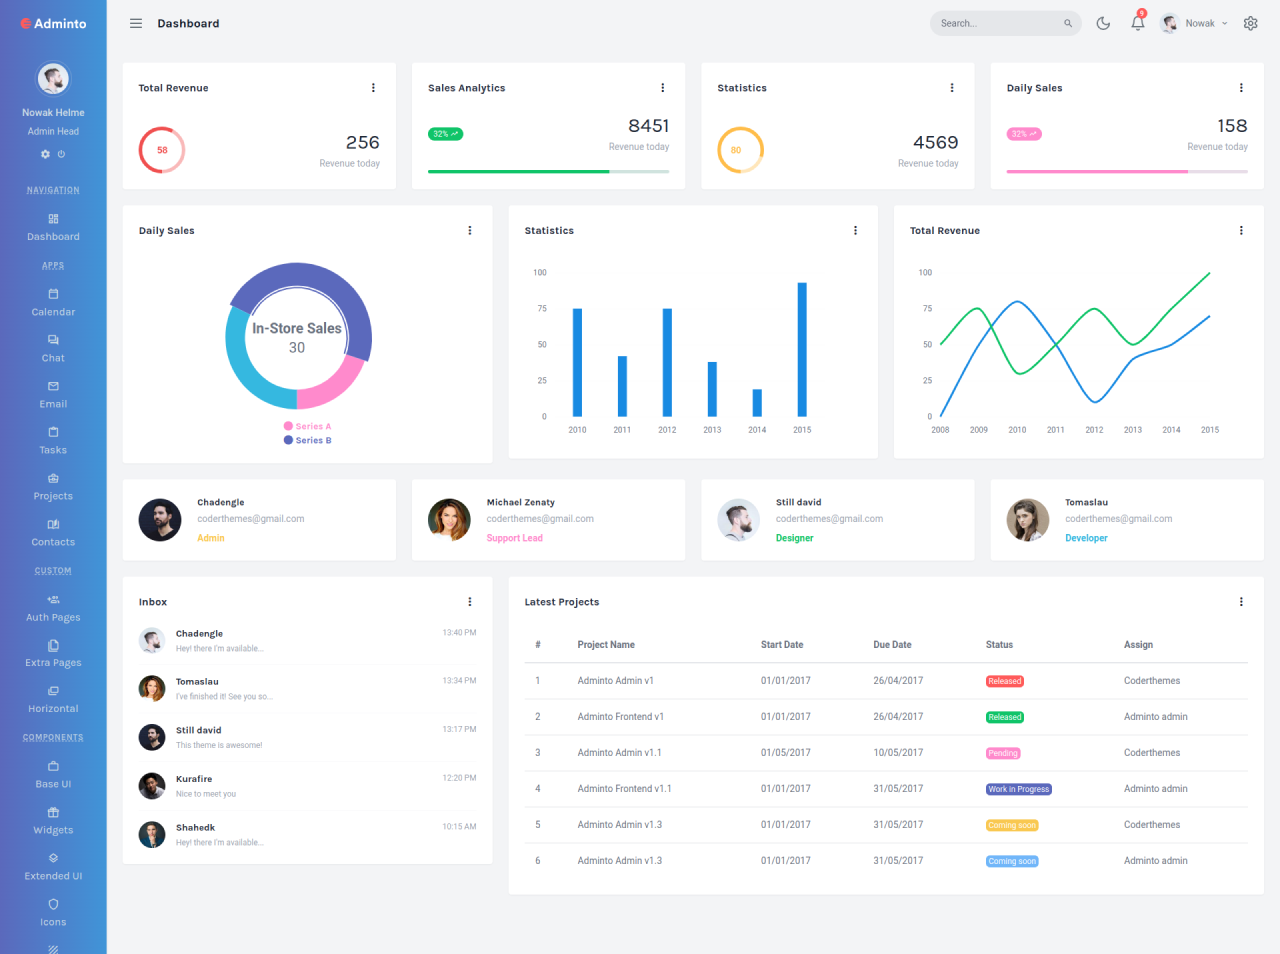 Adminto
Dashboard
Search...
9
Nowak
Nowak Helme
Admin Head
NAVIGATION
Dashboard
APPS
Calendar
Chat
Email
Tasks
Projects
Contacts
CUSTOM
Auth Pages
Extra Pages
Horizontal
COMPONENTS
Base UI
Widgets
Extended UI
Icons
Total Revenue
58
256
Revenue today
Sales Analytics
32%
8451
Revenue today
Statistics
80
4569
Revenue today
Daily Sales
32%
158
Revenue today
Daily Sales
In-Store Sales
30
Series A
Series B
Statistics
100
75
50
25
0
2010 2011 2012 2013 2014 2015
Total Revenue
100
75
50
25
0
2008 2009 2010 2011 2012 2013 2014 2015
Chadengle
coderthemes@gmail.com
Admin
Michael Zenaty
coderthemes@gmail.com
Support Lead
Still david
coderthemes@gmail.com
Designer
Tomaslau
coderthemes@gmail.com
Developer
Inbox
Chadengle 13:40 PM
Hey! there I'm available...
Tomaslau 13:34 PM
I've finished it! See you so...
Still david 13:17 PM
This theme is awesome!
Kurafire 12:20 PM
Nice to meet you
Shahedk 10:15 AM
Hey! there I'm available...
Latest Projects
# Project Name Start Date Due Date Status Assign
1 Adminto Admin v1 01/01/2017 26/04/2017 Released Coderthemes
2 Adminto Frontend v1 01/01/2017 26/04/2017 Released Adminto admin
3 Adminto Admin v1.1 01/05/2017 10/05/2017 Pending Coderthemes
4 Adminto Frontend v1.1 01/01/2017 31/05/2017 Work in Progress Adminto admin
5 Adminto Admin v1.3 01/01/2017 31/05/2017 Coming soon Coderthemes
6 Adminto Admin v1.3 01/01/2017 31/05/2017 Coming soon Adminto admin